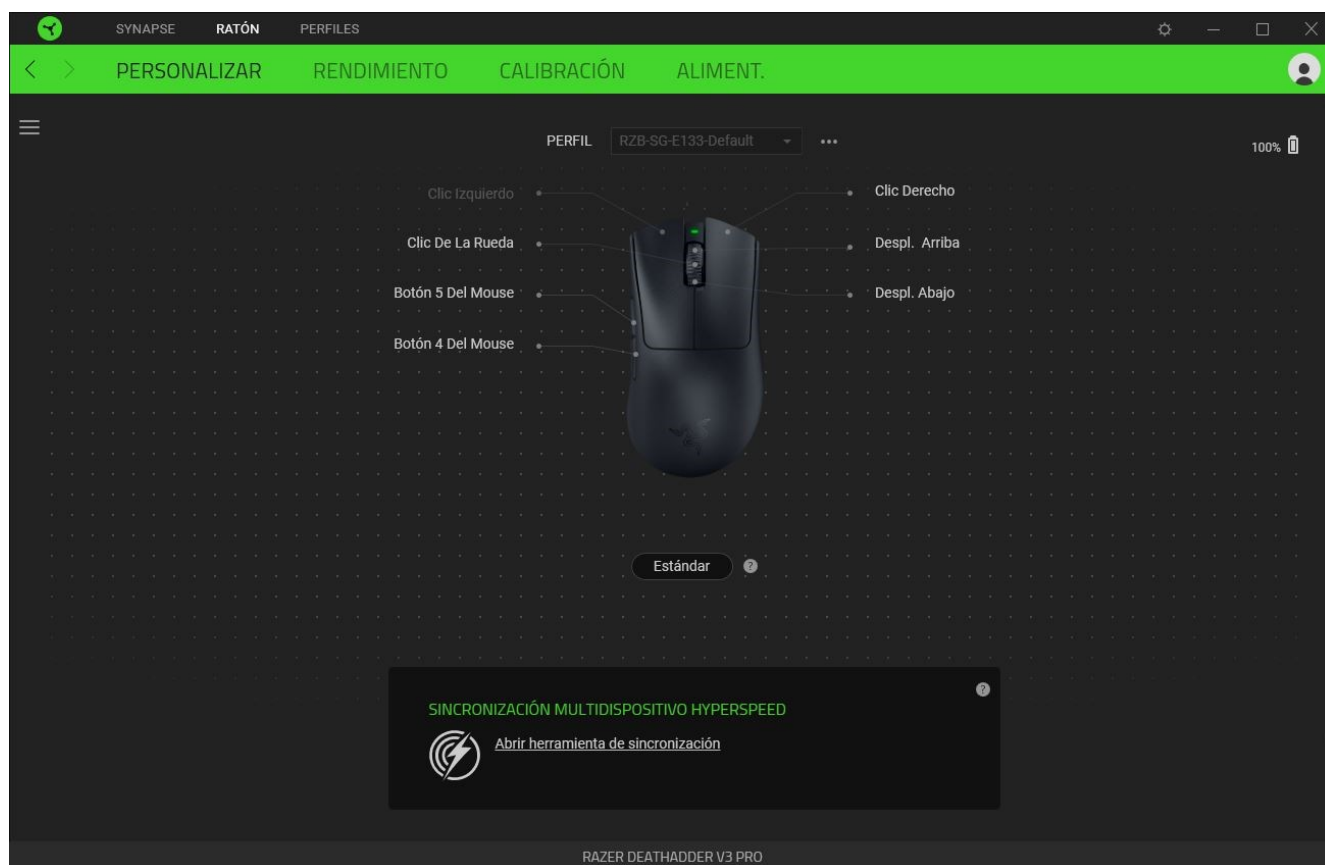 SYNAPSE RATÓN PERFILES
PERSONALIZAR RENDIMIENTO CALIBRACIÓN ALIMENT.
PERFIL RZB-SG-E133-Default
100%
Clic Izquierdo Clic Derecho
Clic De La Rueda Despl. Arriba
Botón 5 Del Mouse Despl. Abajo
Botón 4 Del Mouse
Estándar ?
?
SINCRONIZACIÓN MULTIDISPOSITIVO HYPERSPEED
Abrir herramienta de sincronización
RAZER DEATHADDER V3 PRO